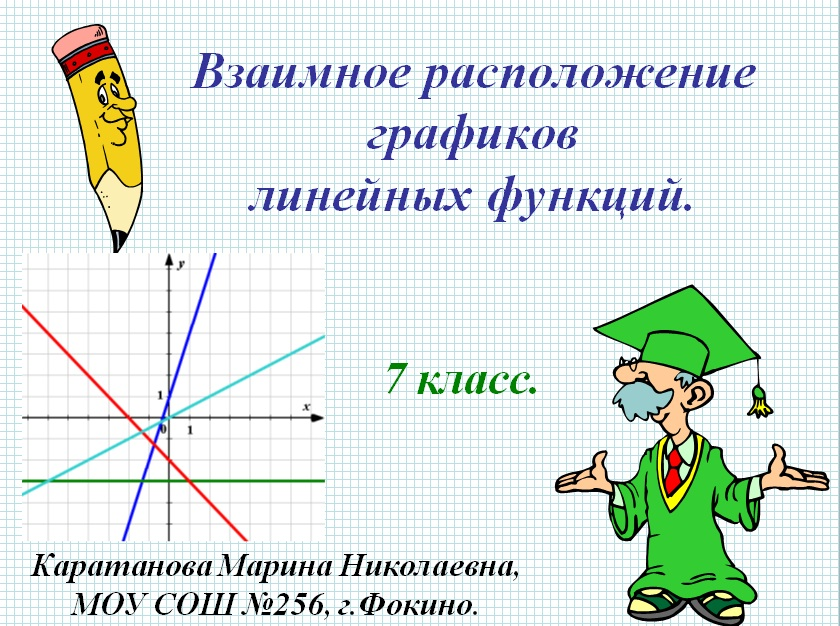 Взаимное расположение
графиков
линейных функций.
y
1
x
0
1
7 класс.
Каратанова Марина Николаевна,
МОУ СОШ №256, г.Фокино.